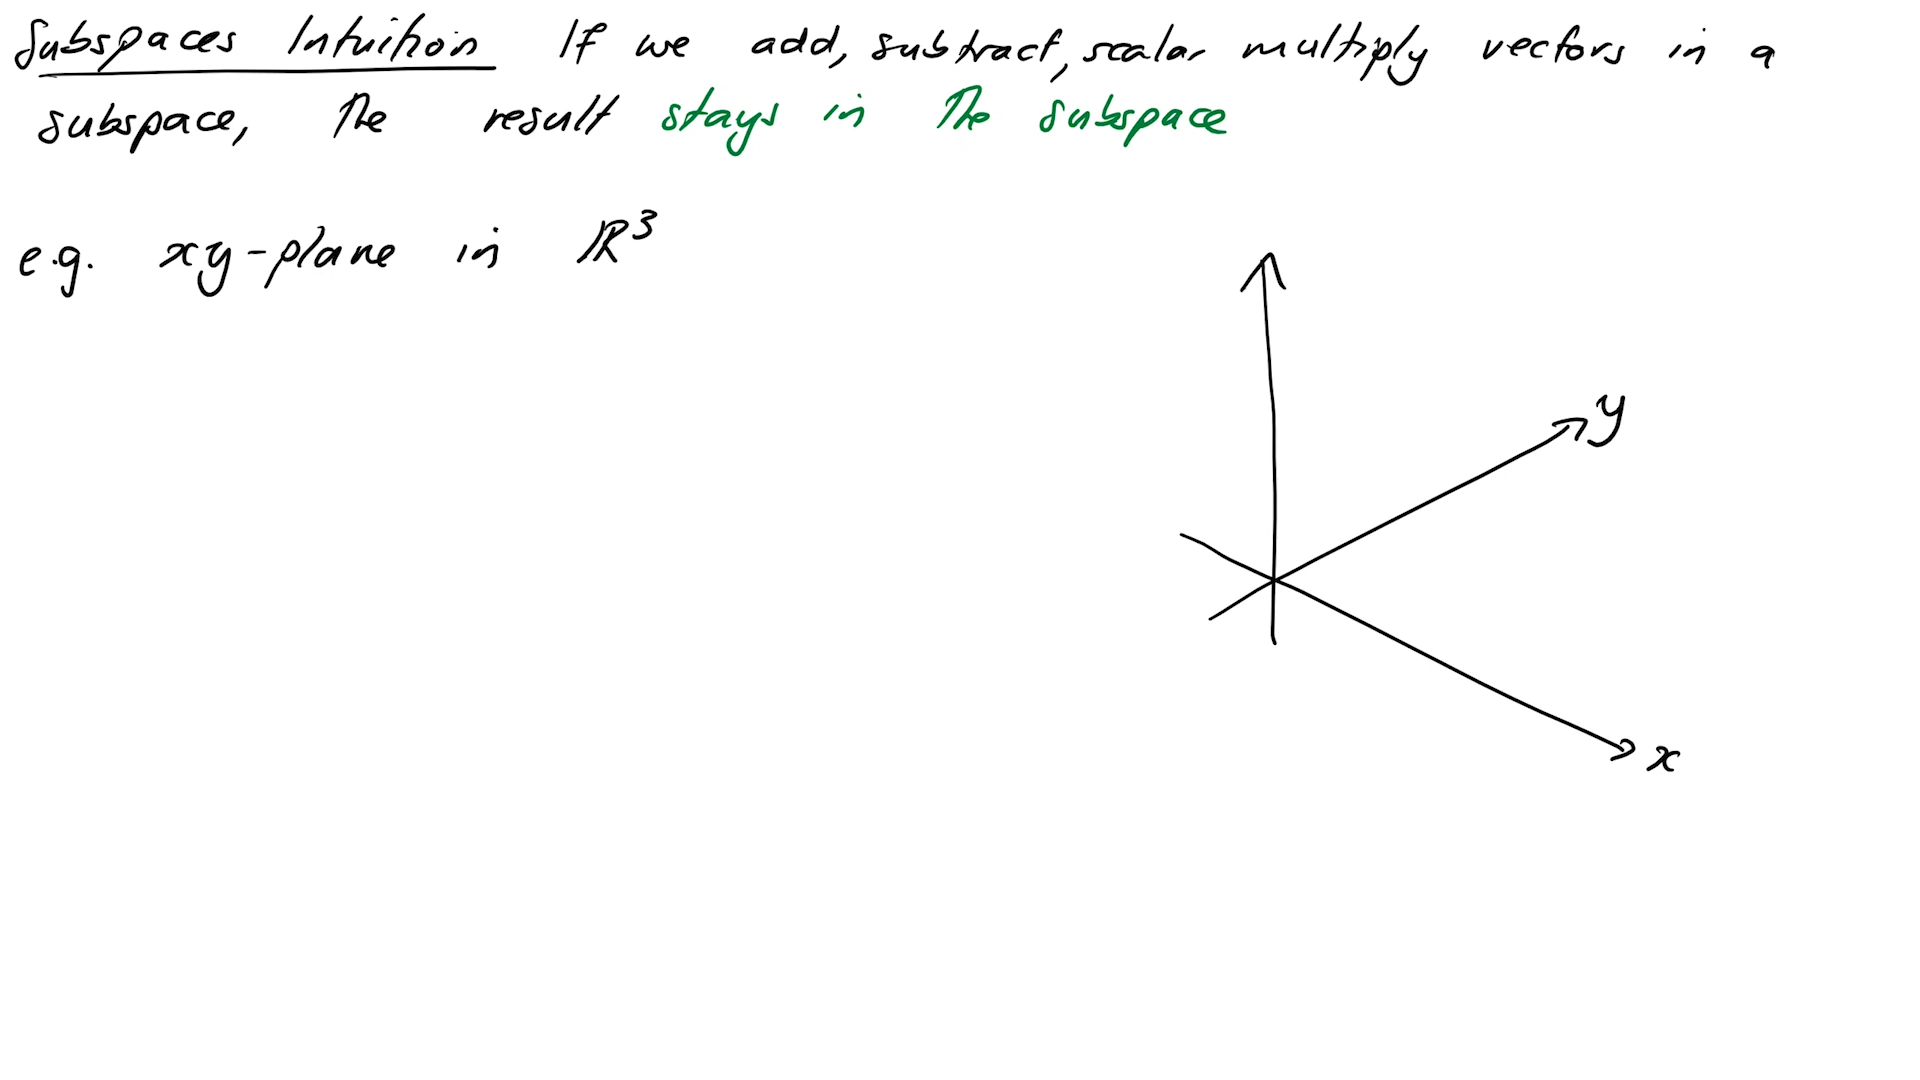 Subspaces Intuition If we add, subtract, scalar multiply vectors in a
subspace, the result stays in the subspace
e.g. xy-plane in ℝ³
y
x